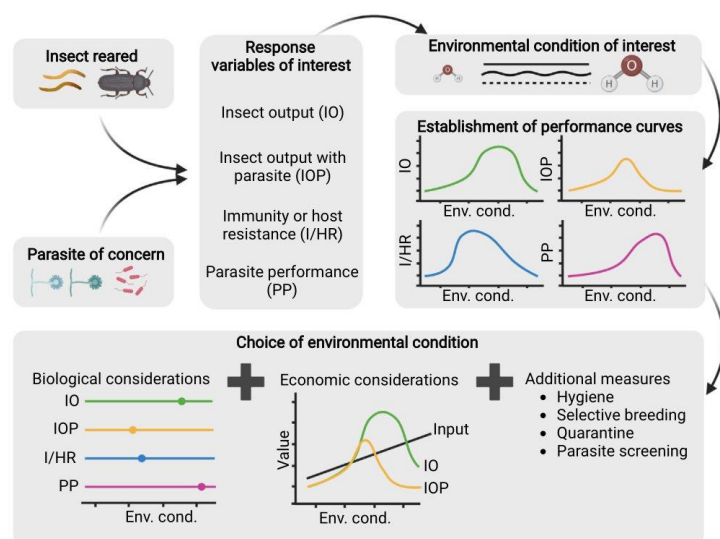 Insect reared
Parasite of concern
Response
variables of interest
Insect output (IO)
Insect output with
parasite (IOP)
Immunity or host
resistance (I/HR)
Parasite performance
(PP)
Environmental condition of interest
H
O
H
H
O
H
Establishment of performance curves
IO
Env. cond.
IOP
Env. cond.
I/HR
Env. cond.
PP
Env. cond.
Choice of environmental condition
Biological considerations
IO
IOP
I/HR
PP
Env. cond.
Economic considerations
Value
Input
IO
IOP
Env. cond.
Additional measures
• Hygiene
• Selective breeding
• Quarantine
• Parasite screening